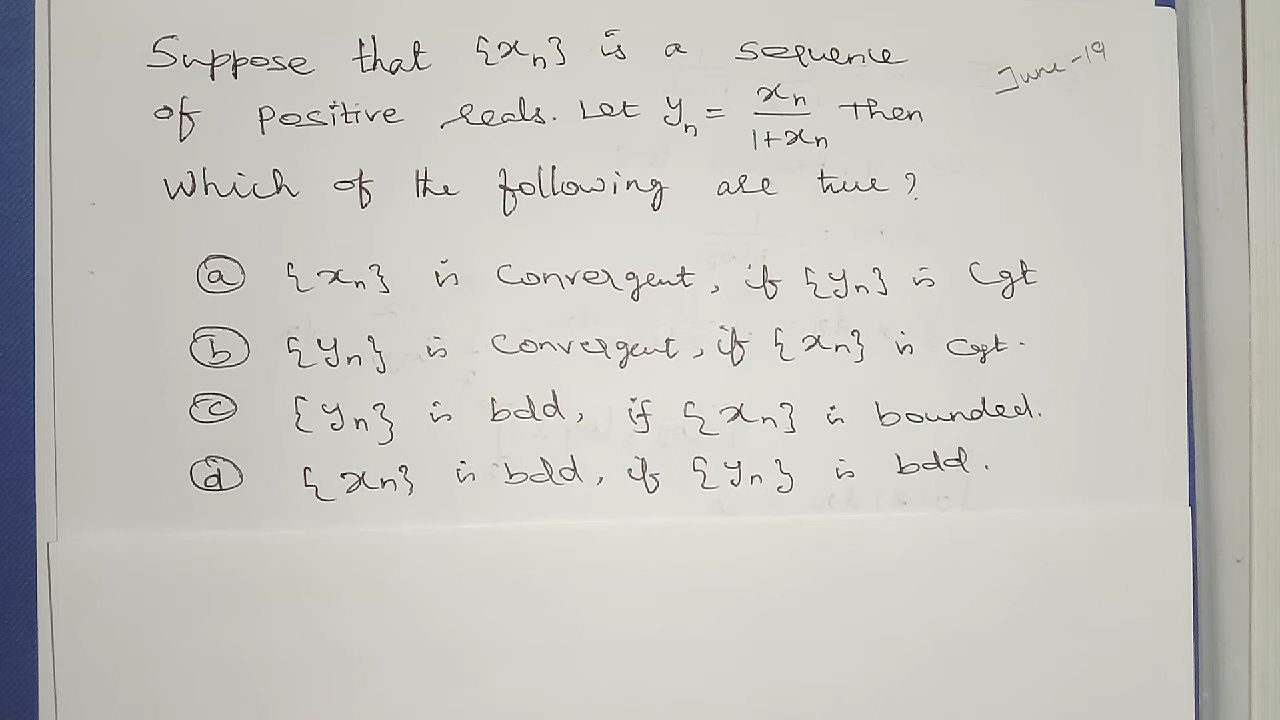 Suppose that {xn} is a sequence
June-19
of positive reals. Let yn = xn / 1+xn then
Which of the following are true?
(a) {xn} is convergent, if {yn} is Cgt
(b) {yn} is convergent, if {xn} is cgt.
(c) {yn} is bdd, if {xn} is bounded.
(d) {xn} is bdd, if {yn} is bdd.